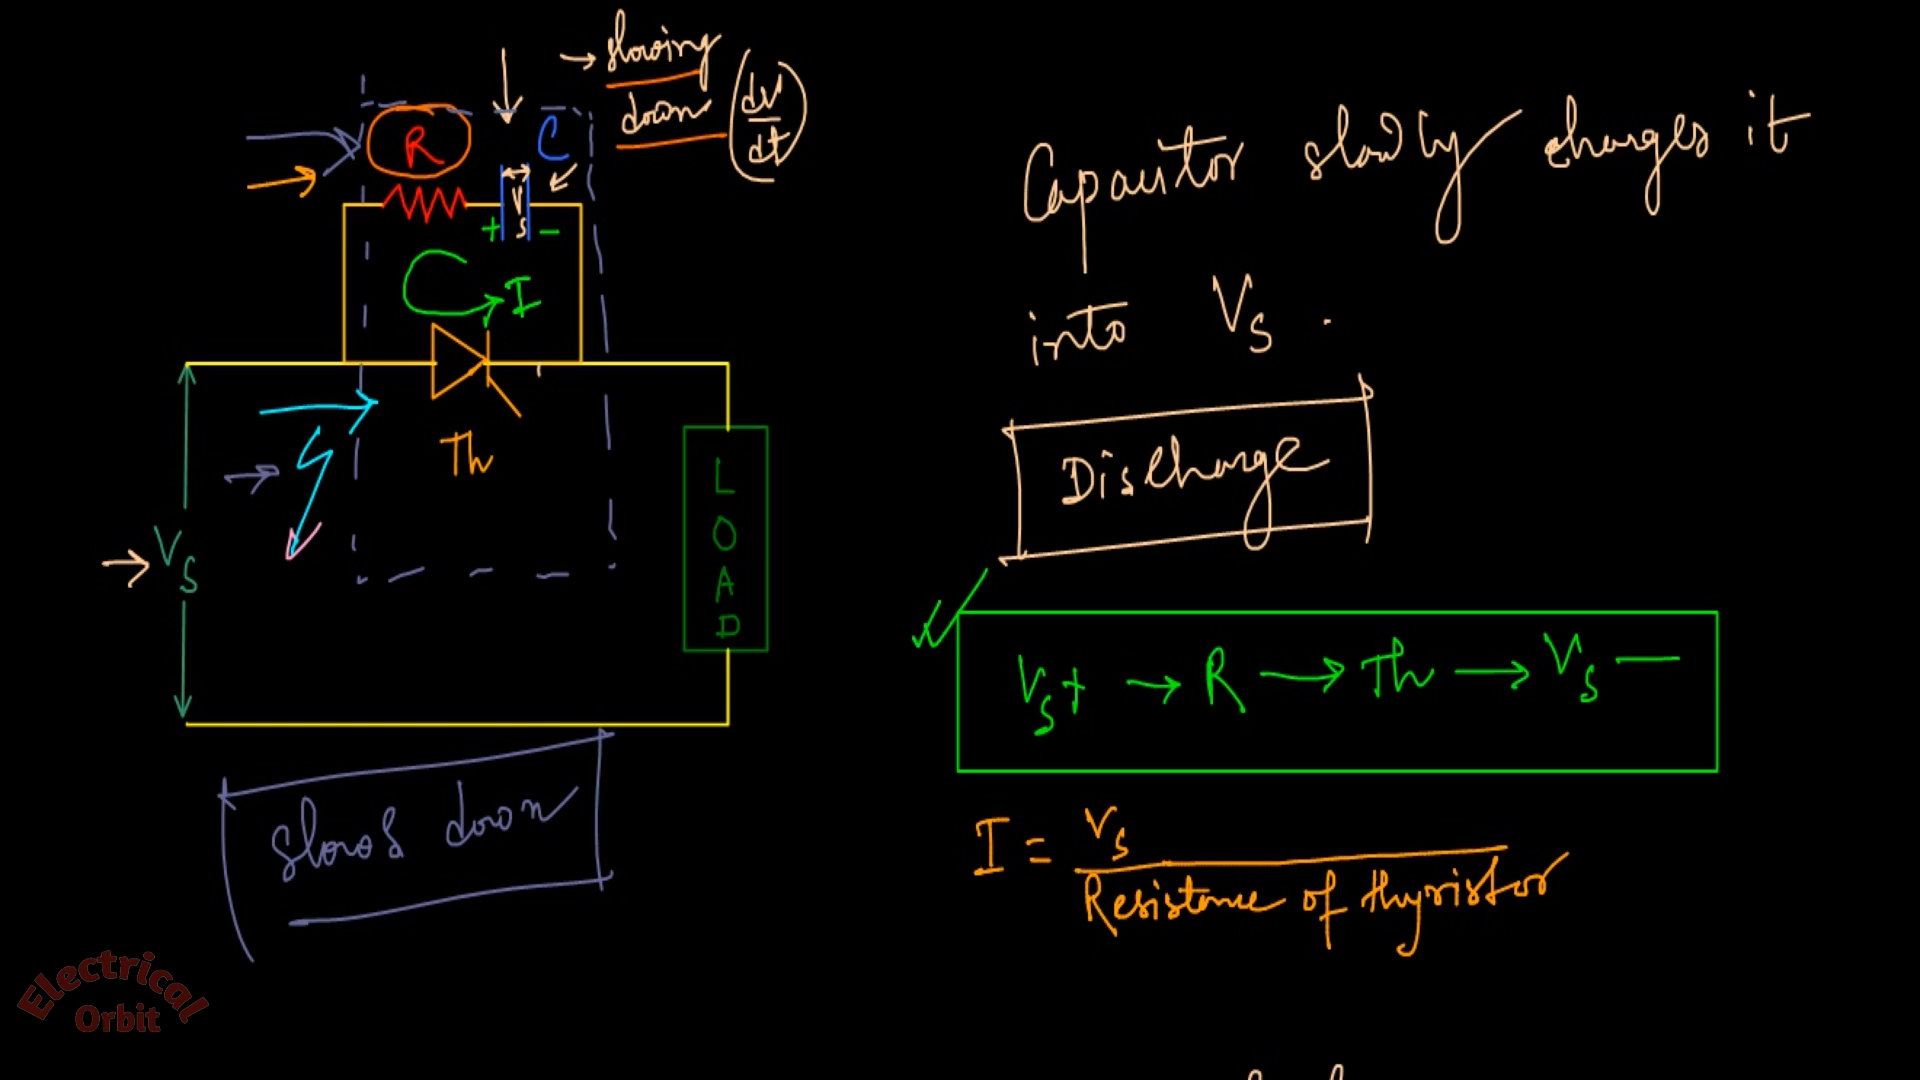 → slowing
down (dv/dt)
R
C
Vs
+ -
I
Th
Vs
LOAD
slows down
Capacitor slowly charges it
into Vs .
Discharge
Vs+ → R → Th → Vs -
I = Vs / Resistance of thyristor
Electrical
Orbit